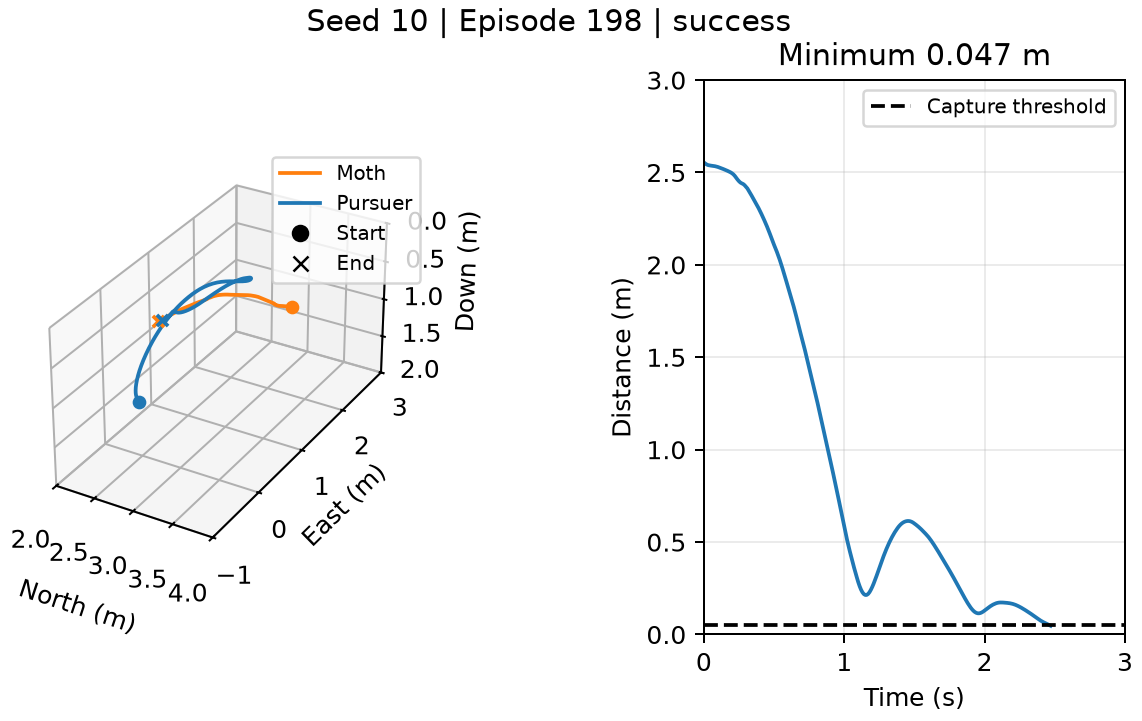 Seed 10 | Episode 198 | success
Moth
Pursuer
Start
End
0.0
0.5
1.0
1.5
2.0
Down (m)
3
2
1
0
−1
East (m)
2.0
2.5
3.0
3.5
4.0
North (m)
Minimum 0.047 m
Capture threshold
3.0
2.5
2.0
1.5
1.0
0.5
0.0
Distance (m)
0 1 2 3
Time (s)